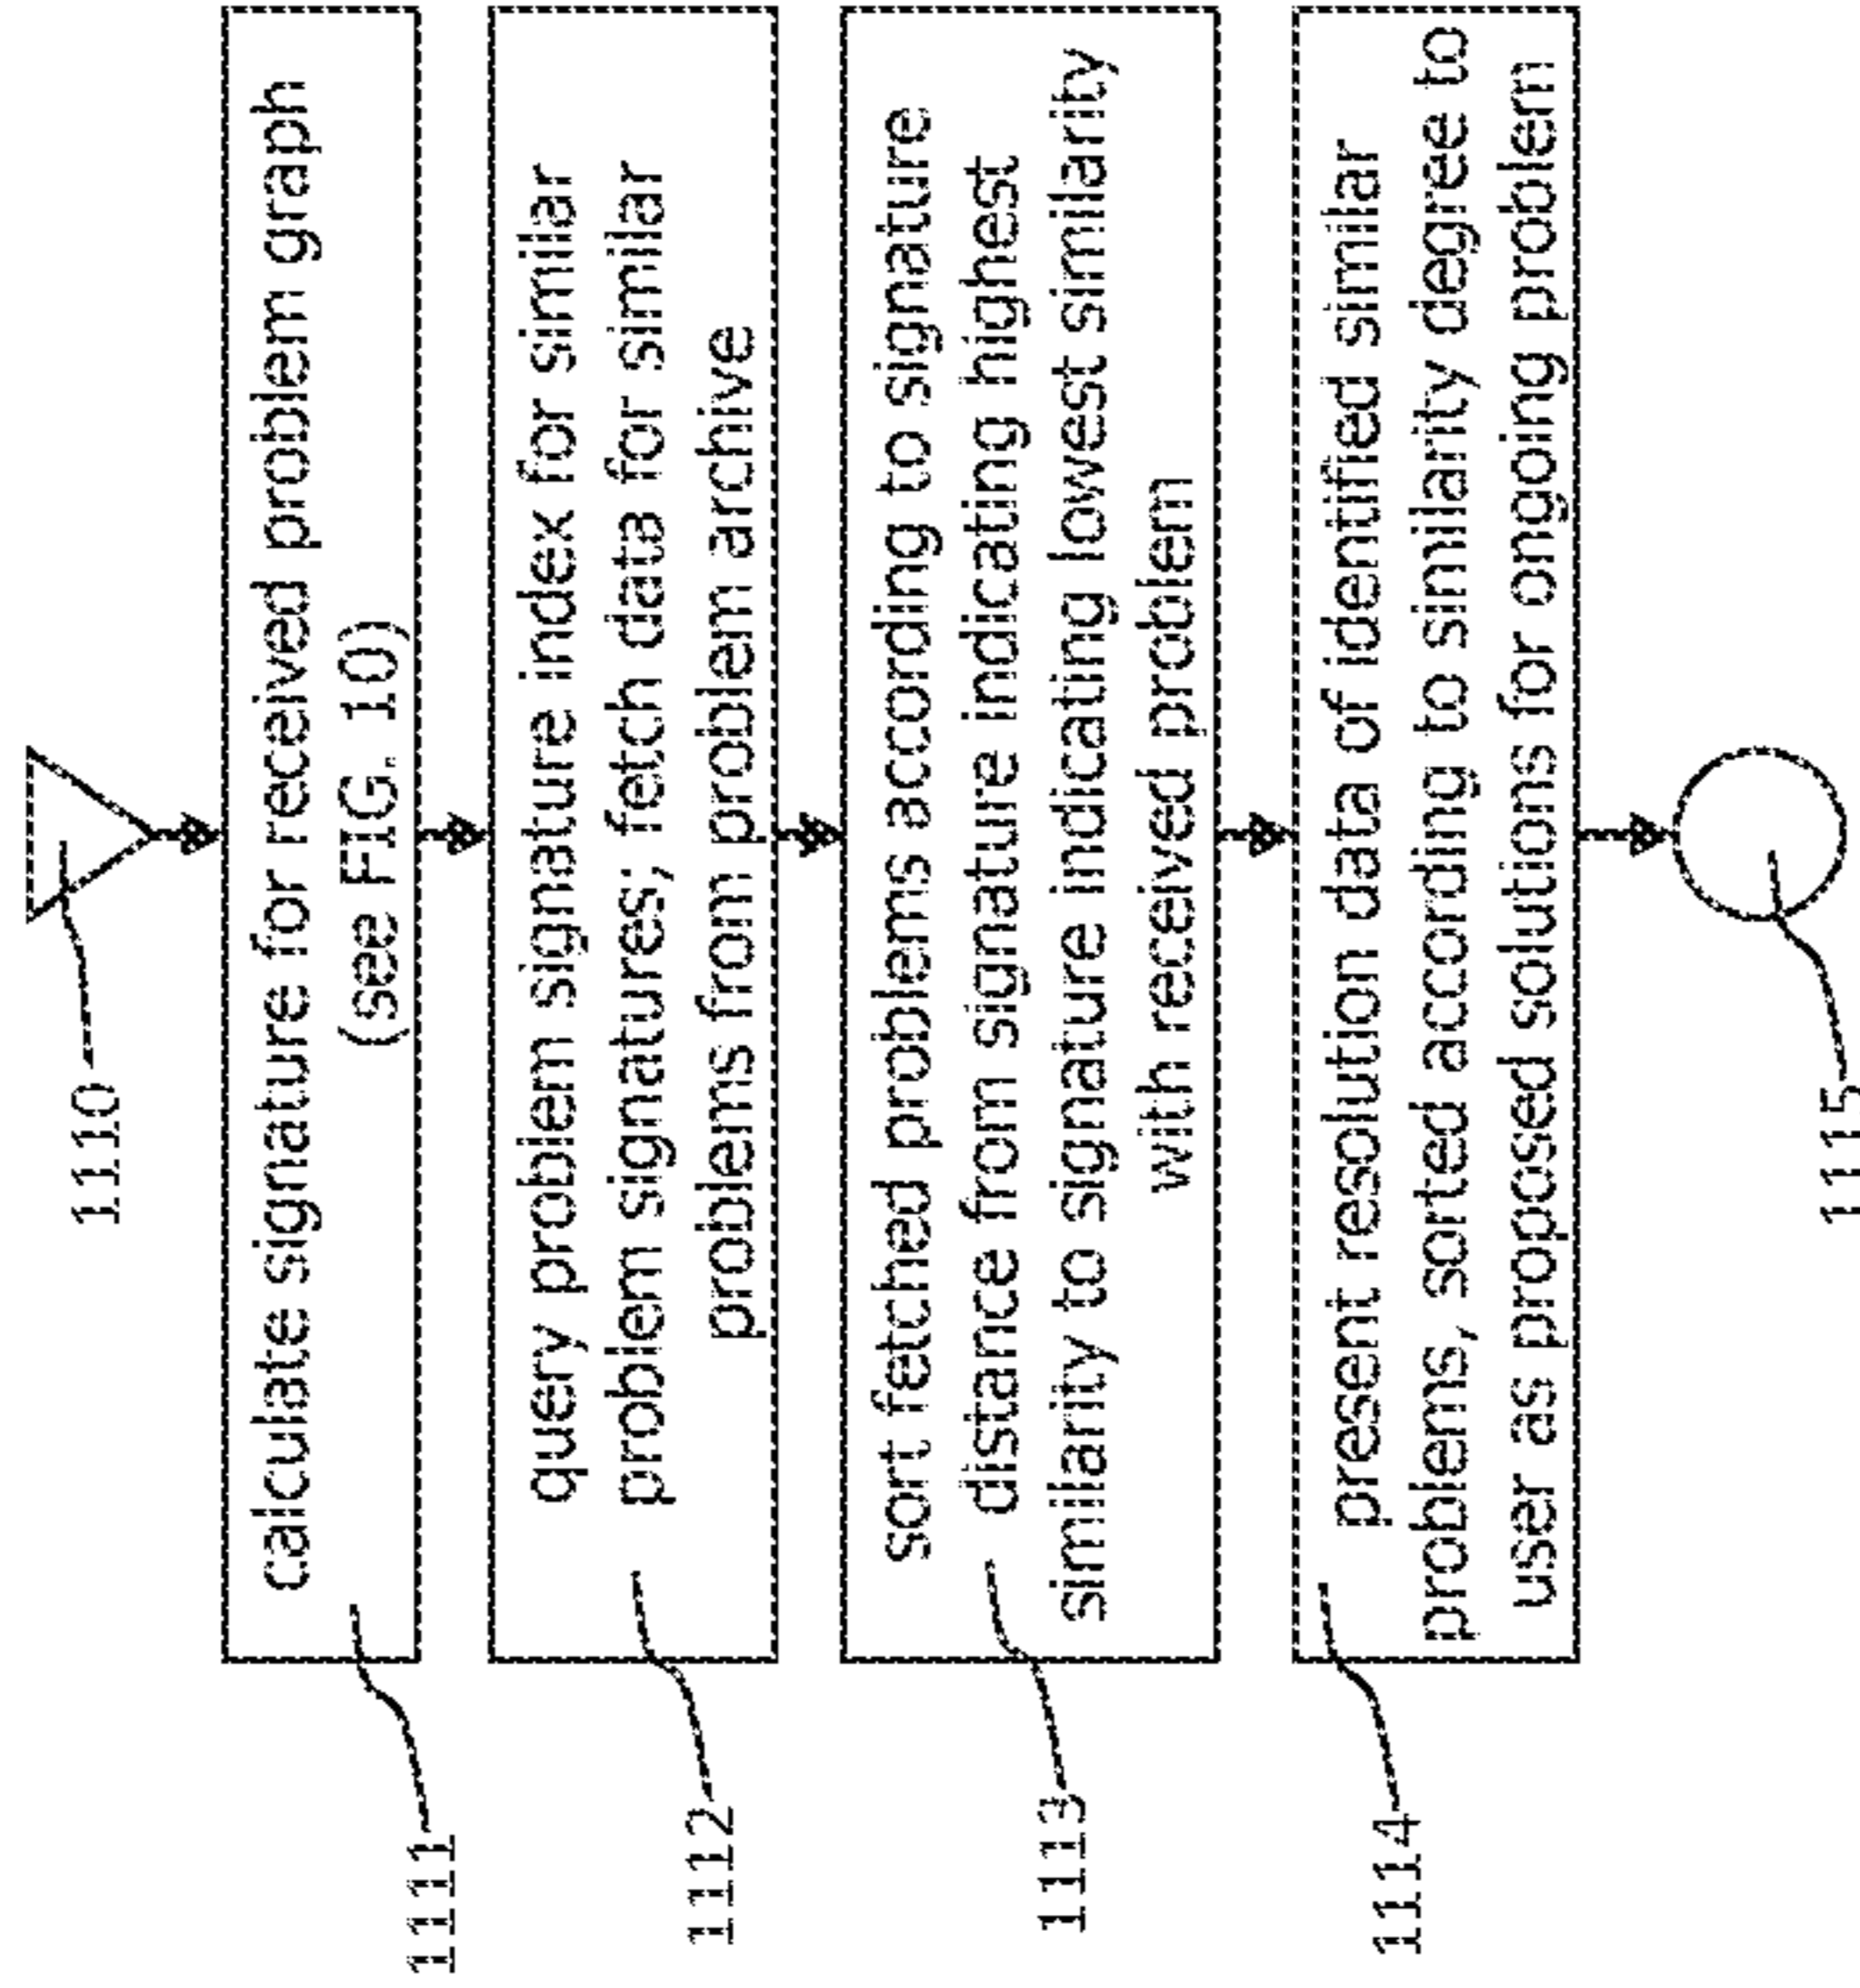 1110
calculate signature for received problem graph
(see FIG. 10)
1111
query problem signature index for similar
problem signatures; fetch data for similar
problems from problem archive
1112
sort fetched problems according to signature
distance from signature indicating highest
similarity to signature indicating lowest similarity
with received problem
1113
present resolution data of identified similar
problems, sorted according to similarity degree to
user as proposed solutions for ongoing problem
1114
1115